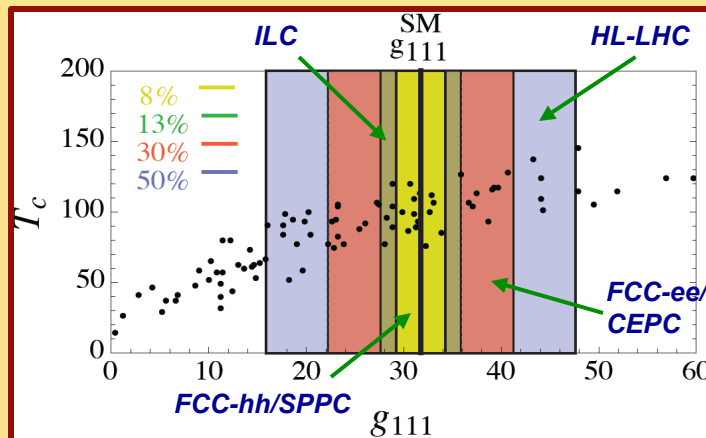 ILC
SM
g111
HL-LHC
200
150
100
50
0
Tc
8%
13%
30%
50%
FCC-ee/
CEPC
FCC-hh/SPPC
0
10
20
30
40
50
60
g111